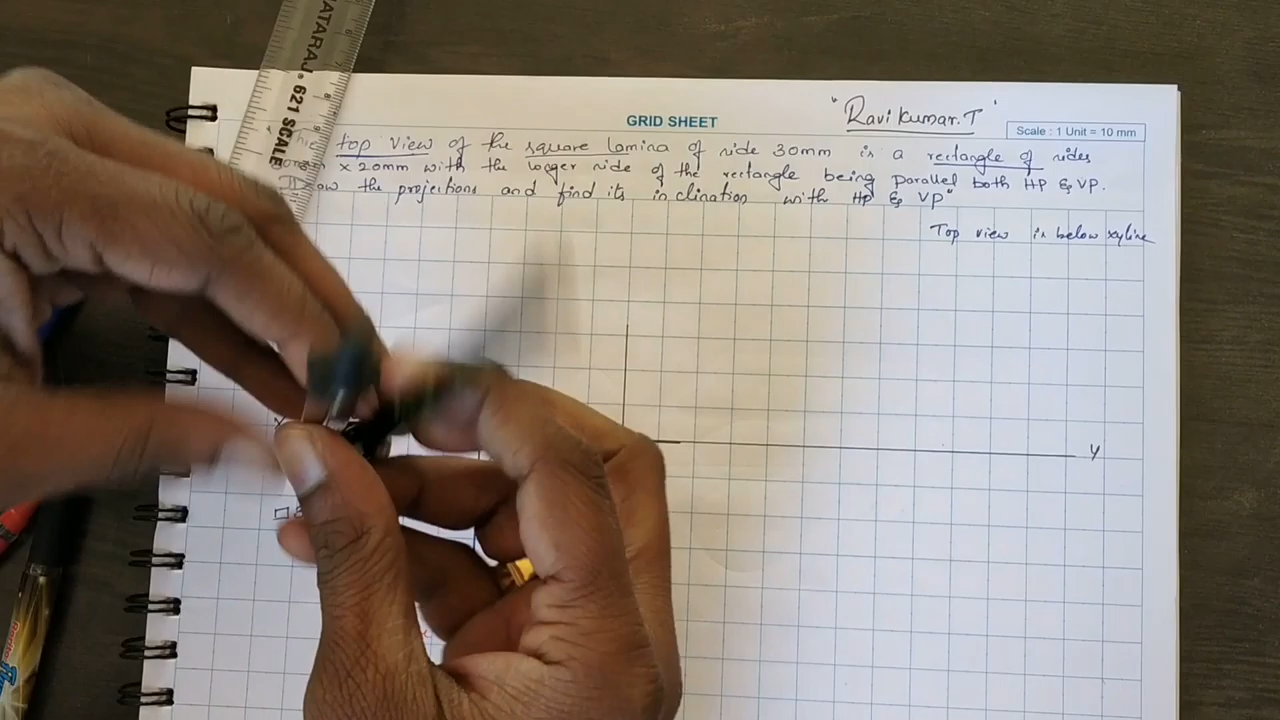 NATARAJ 621 SCALE
" Ravi Kumar.T "
GRID SHEET
Scale : 1 Unit = 10 mm
top view of the square lamina of side 30mm is a rectangle of sides
x 20mm with the longer side of the rectangle being parallel both HP & VP.
the projections and find its inclination with HP & VP"
Top view is below xyline
X
Y